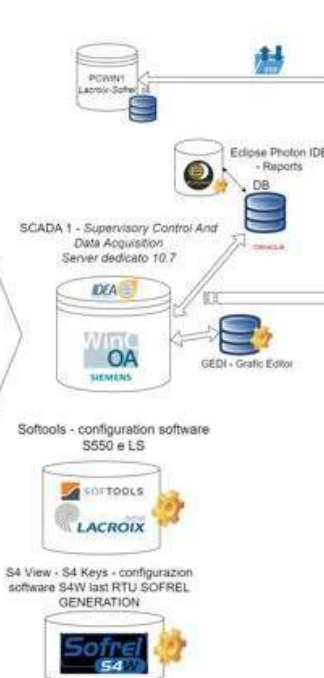 PCWIN1
Lacroix-Sofrel
Eclipse Photon IDE
- Reports
DB
ORACLE
SCADA 1 - Supervisory Control And
Data Acquisition
Server dedicato 10.7
IDEA
WinCC
OA
SIEMENS
GEDI - Grafic Editor
Softools - configuration software
S550 e LS
SOFTOOLS
LACROIX
S4 View - S4 Keys - configurazion
software S4W last RTU SOFREL
GENERATION
Sofrel
S4W